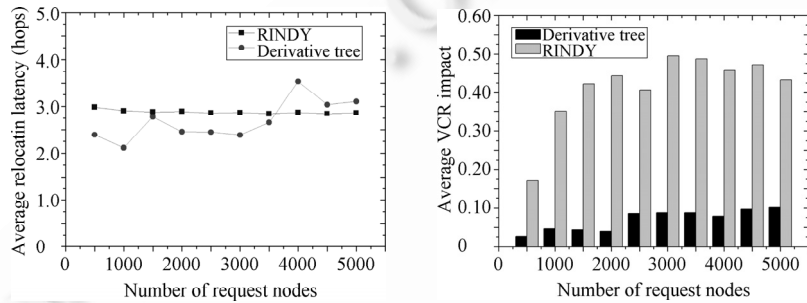 5.0
4.0
3.0
2.0
1.0
0
Average relocatin latency (hops)
RINDY
Derivative tree
0 1000 2000 3000 4000 5000
Number of request nodes
0.60
0.50
0.40
0.30
0.20
0.10
0
Average VCR impact
Derivative tree
RINDY
0 1000 2000 3000 4000 5000
Number of request nodes